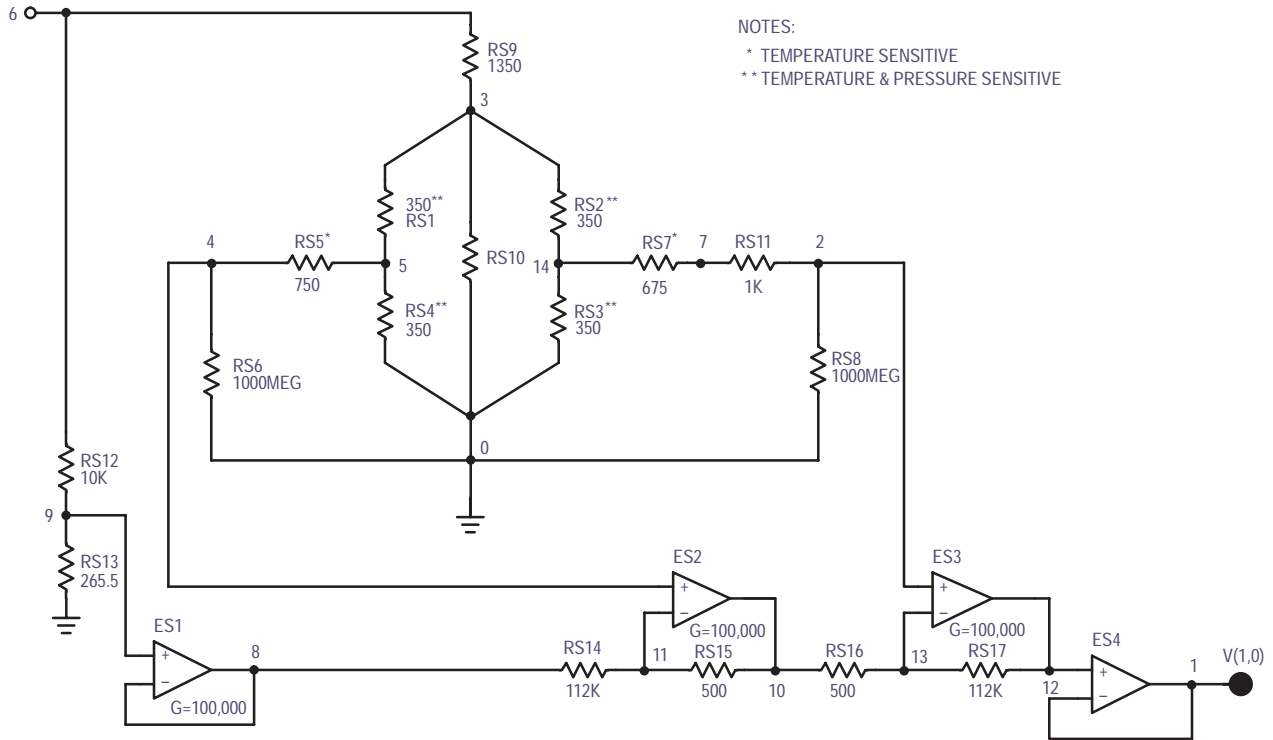 6
RS9
1350
3
NOTES:
* TEMPERATURE SENSITIVE
** TEMPERATURE & PRESSURE SENSITIVE
350**
RS1
RS2**
350
4
RS5*
750
5
RS10
14
RS7*
675
7
RS11
1K
2
RS4**
350
RS3**
350
RS6
1000MEG
RS8
1000MEG
0
RS12
10K
9
RS13
265.5
ES1
+
−
G=100,000
8
RS14
112K
11
ES2
+
−
G=100,000
RS15
500
10
RS16
500
13
ES3
+
−
G=100,000
RS17
112K
12
ES4
+
−
1
V(1,0)